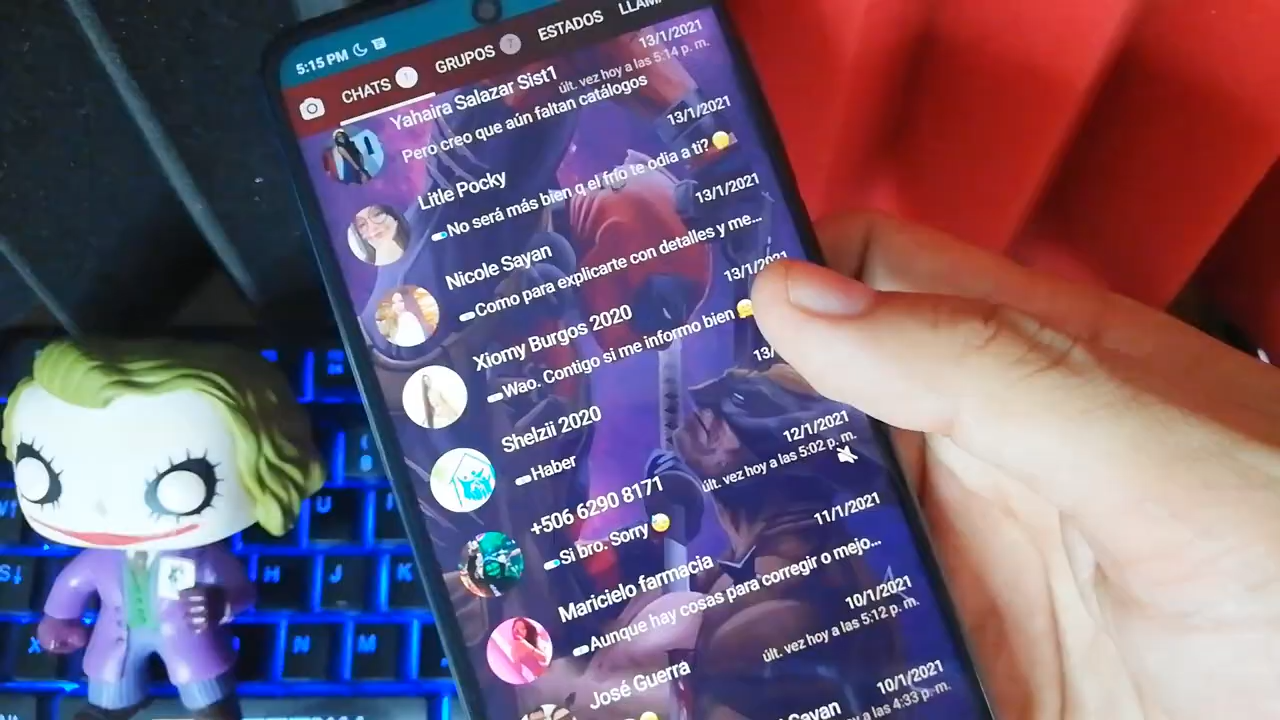 5:15 PM
CHATS 1 GRUPOS 7 ESTADOS
Yahaira Salazar Sist1
13/1/2021
últ. vez hoy a las 5:14 p. m.
Pero creo que aún faltan catálogos
Litle Pocky
13/1/2021
No será más bien q el frío te odia a ti?
Nicole Sayan
13/1/2021
Como para explicarte con detalles y me...
Xiomy Burgos 2020
13/1/2021
Wao. Contigo si me informo bien
Shelzii 2020
Haber
+506 6290 8171
12/1/2021
últ. vez hoy a las 5:02 p. m.
Si bro. Sorry
Maricielo farmacia
11/1/2021
Aunque hay cosas para corregir o mejo...
José Guerra
10/1/2021
últ. vez hoy a las 5:12 p. m.
Sayan
10/1/2021
a las 4:33 p. m.
U
H
J
K
X
B
N
M